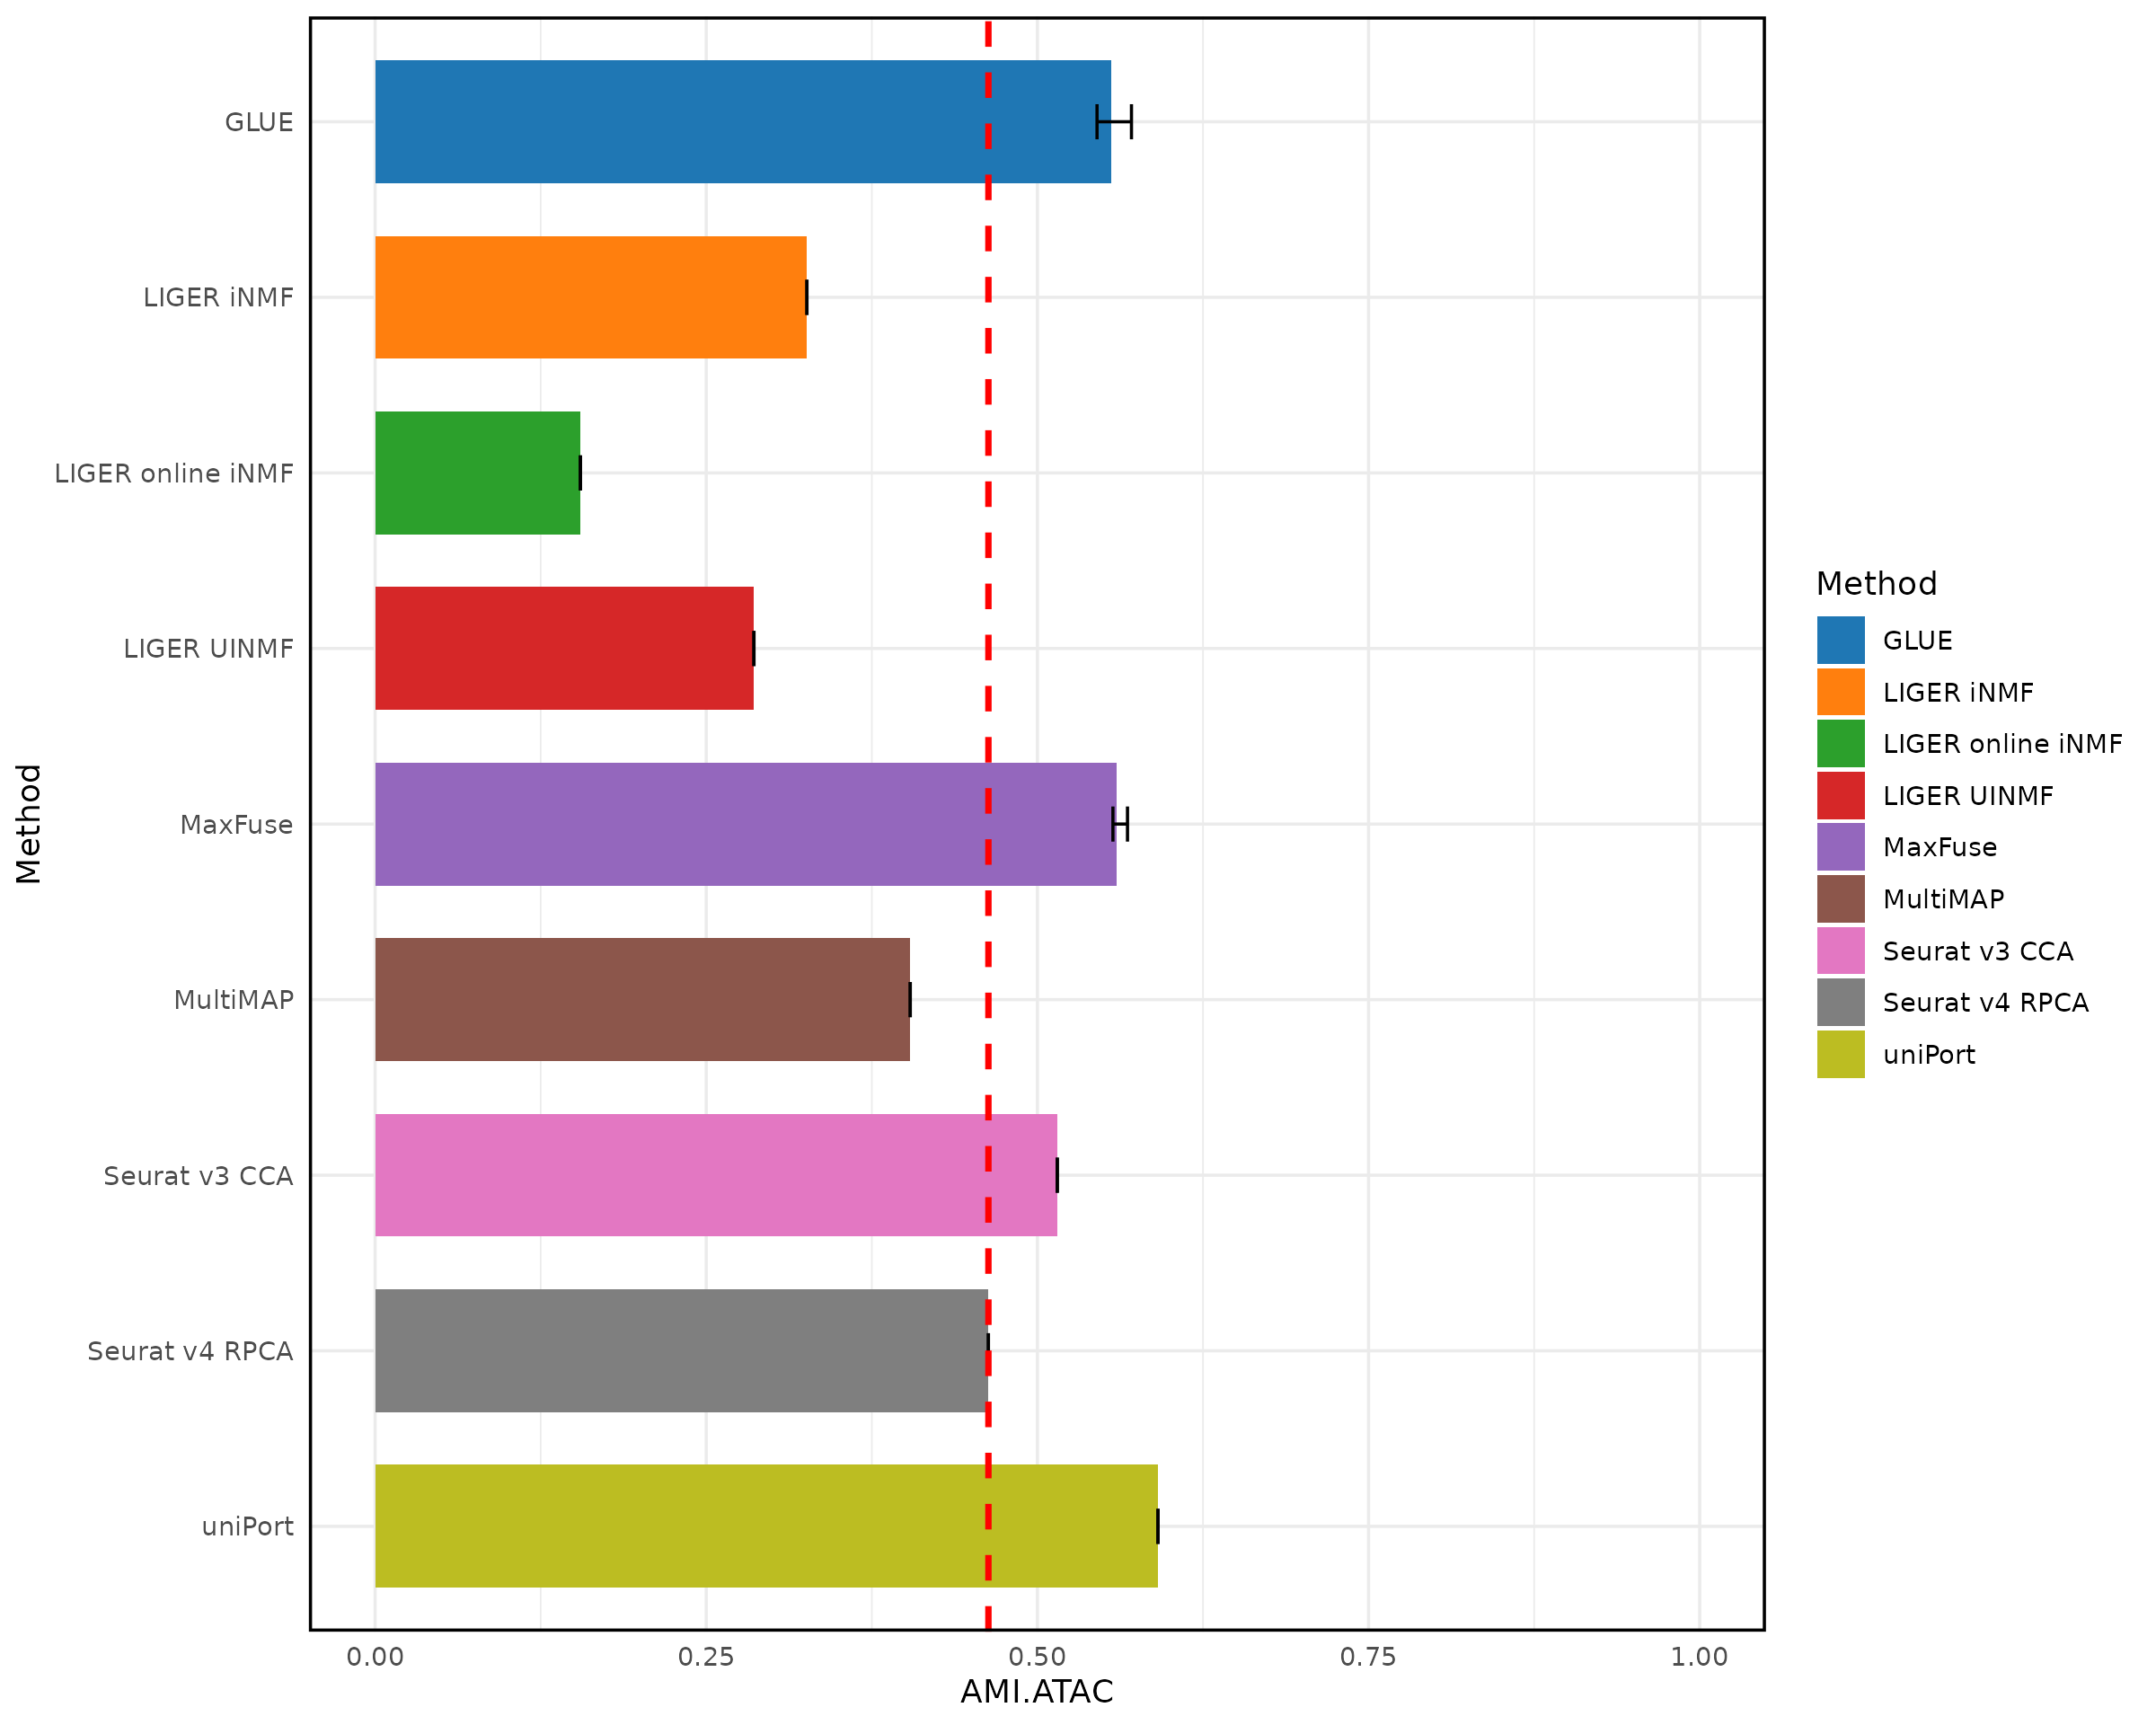 GLUE
LIGER iNMF
LIGER online iNMF
LIGER UINMF
MaxFuse
MultiMAP
Seurat v3 CCA
Seurat v4 RPCA
uniPort
Method
0.00 0.25 0.50 0.75 1.00
AMI.ATAC
Method
GLUE
LIGER iNMF
LIGER online iNMF
LIGER UINMF
MaxFuse
MultiMAP
Seurat v3 CCA
Seurat v4 RPCA
uniPort